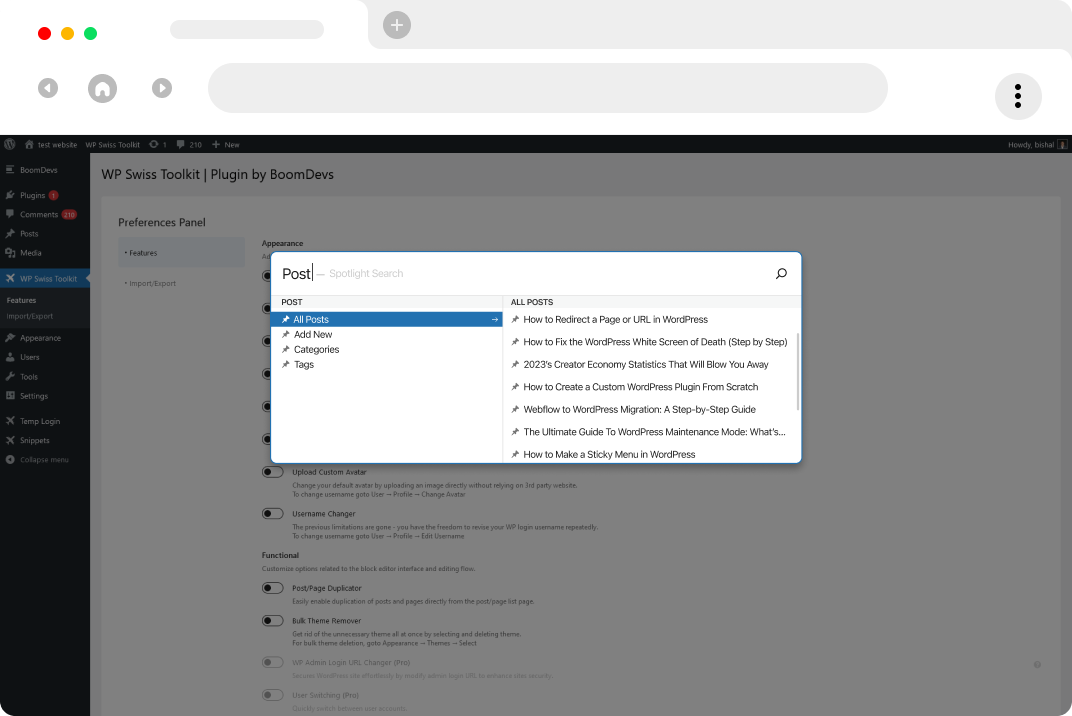 test website
WP Swiss Toolkit
1
210
New
Howdy, bishal
BoomDevs
Plugins 1
Comments 210
Posts
Media
WP Swiss Toolkit
Features
Import/Export
Appearance
Users
Tools
Settings
Temp Login
Snippets
Collapse menu
WP Swiss Toolkit | Plugin by BoomDevs
Preferences Panel
• Features
• Import/Export
Appearance
Post — Spotlight Search
POST
All Posts →
Add New
Categories
Tags
ALL POSTS
How to Redirect a Page or URL in WordPress
How to Fix the WordPress White Screen of Death (Step by Step)
2023's Creator Economy Statistics That Will Blow You Away
How to Create a Custom WordPress Plugin From Scratch
Webflow to WordPress Migration: A Step-by-Step Guide
The Ultimate Guide To WordPress Maintenance Mode: What's...
How to Make a Sticky Menu in WordPress
Upload Custom Avatar
Change your default avatar by uploading an image directly without relying on 3rd party website.
To change username goto User → Profile → Change Avatar
Username Changer
The previous limitations are gone - you have the freedom to revise your WP login username repeatedly.
To change username goto User → Profile → Edit Username
Functional
Customize options related to the block editor interface and editing flow.
Post/Page Duplicator
Easily enable duplication of posts and pages directly from the post/page list page.
Bulk Theme Remover
Get rid of the unnecessary theme all at once by selecting and deleting theme.
For bulk theme deletion, goto Appearance → Themes → Select
WP Admin Login URL Changer (Pro)
Secure WordPress site effortlessly by modify admin login URL to enhance sites security.
User Switching (Pro)
Quickly switch between user accounts.